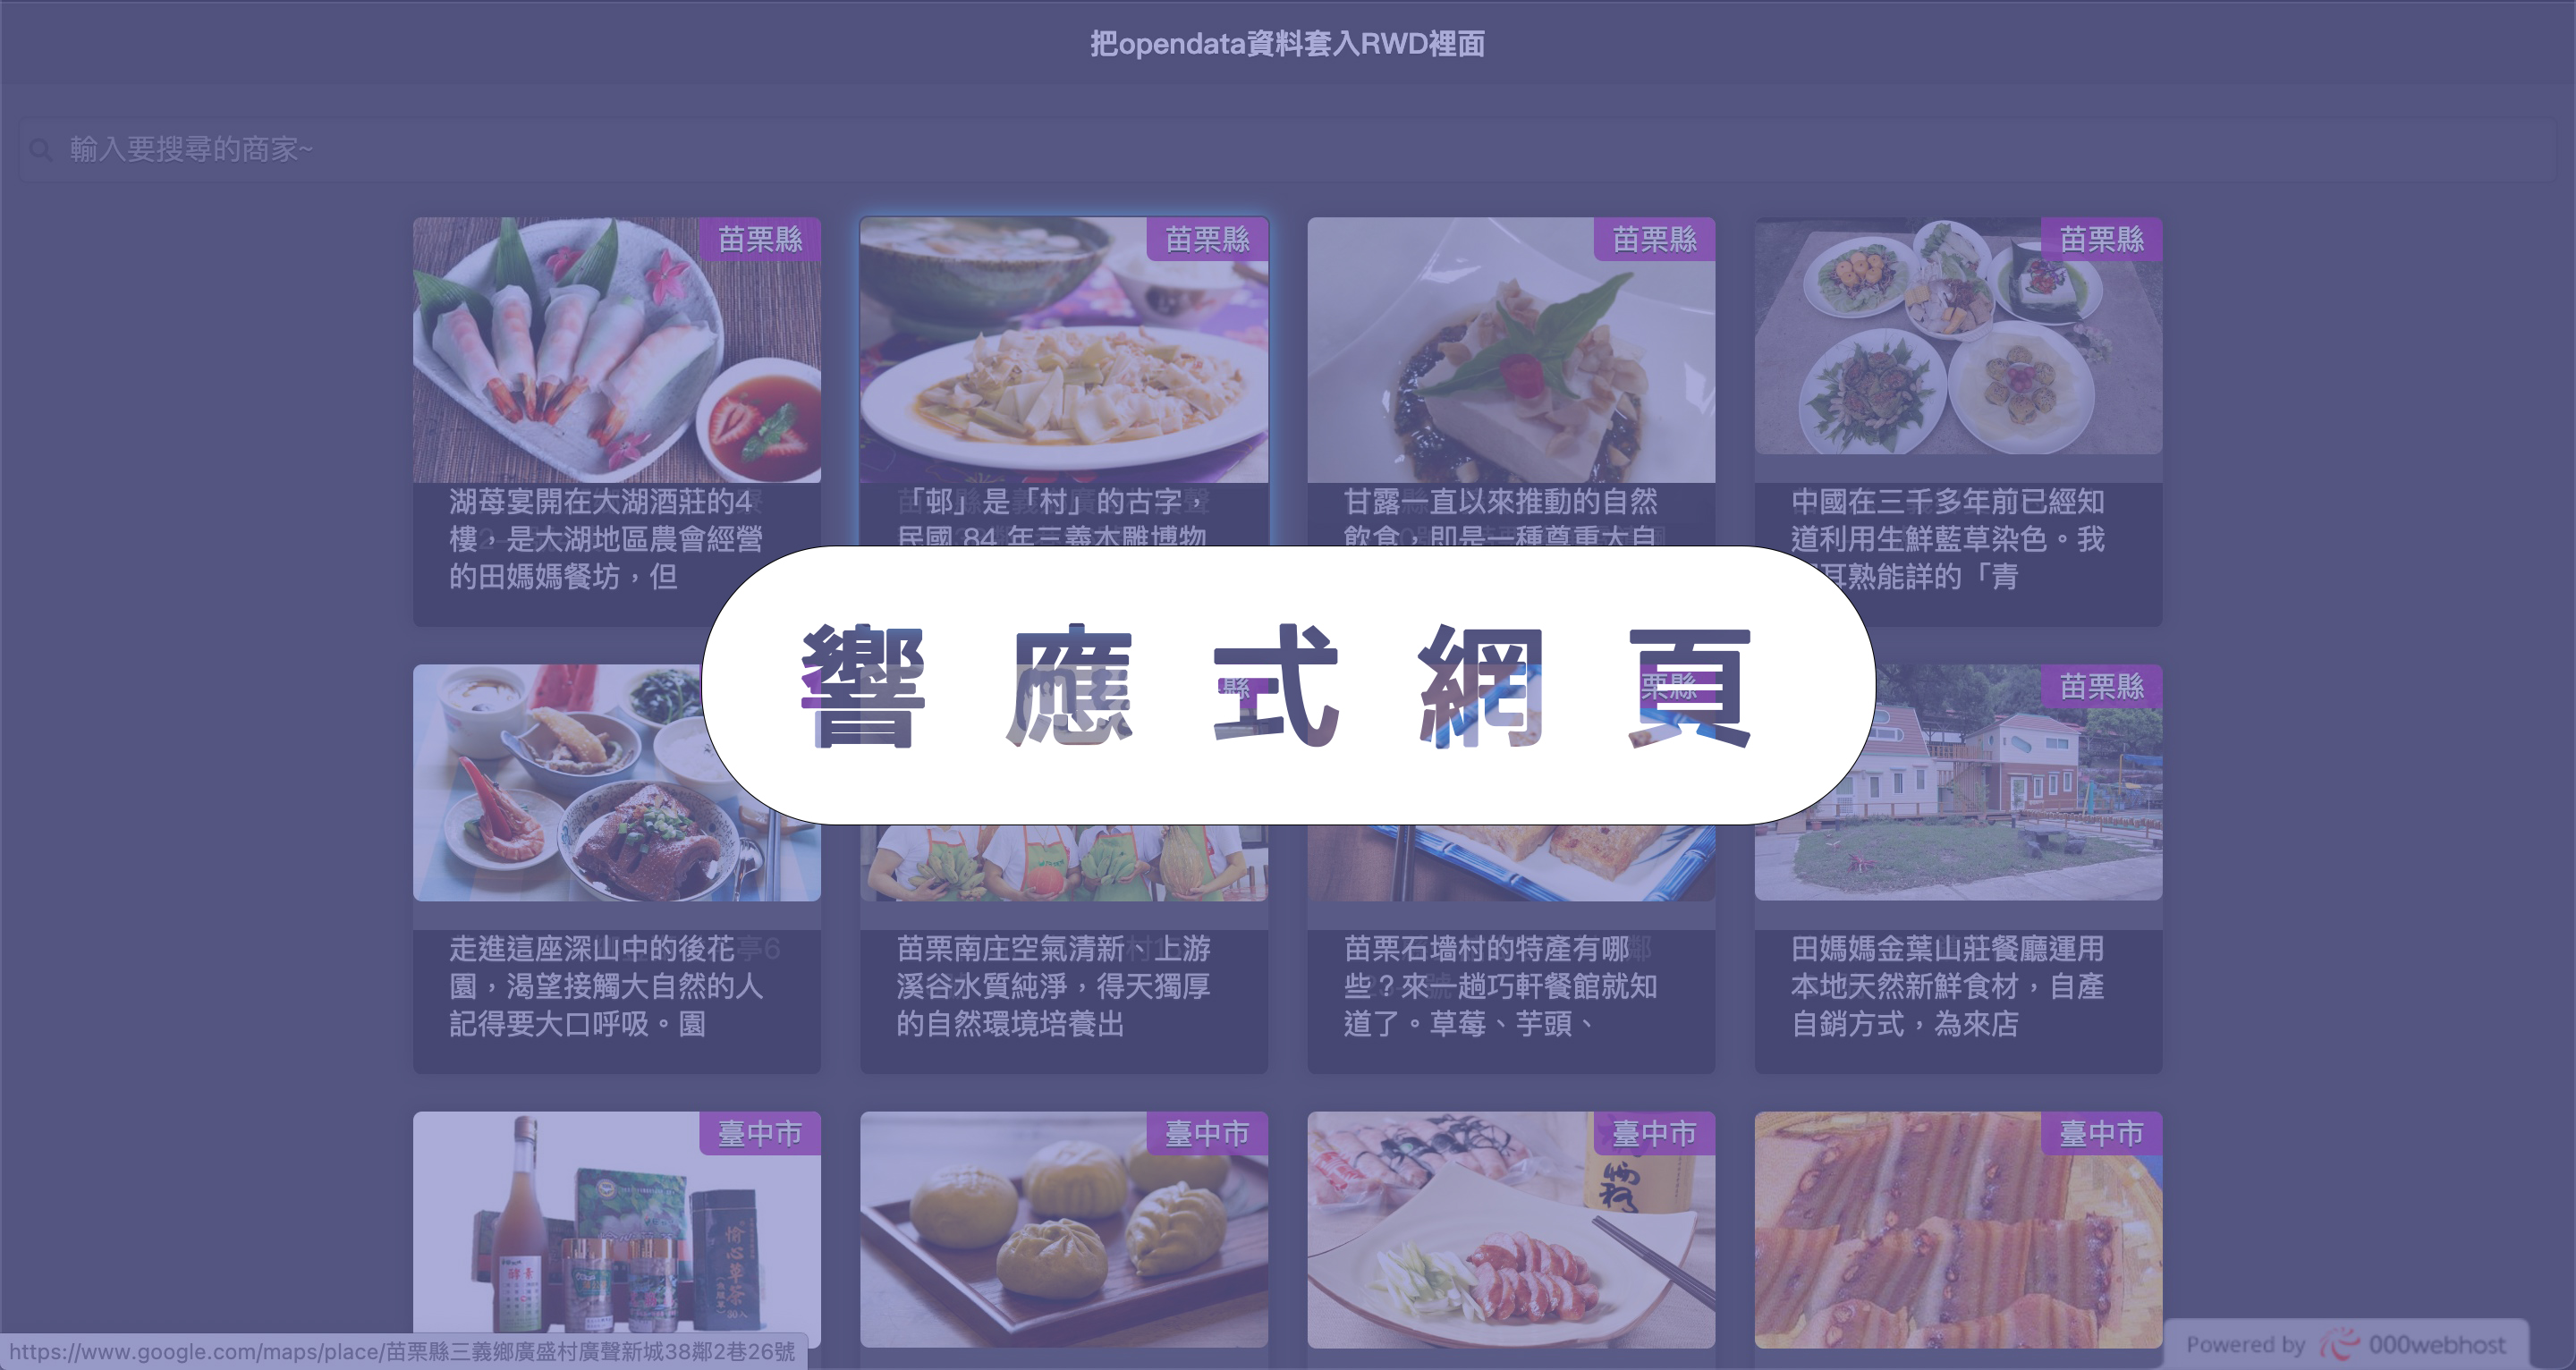 把opendata資料套入RWD裡面
輸入要搜尋的商家~
苗栗縣
苗栗縣
苗栗縣
苗栗縣
湖莓宴開在大湖酒莊的4
樓，是大湖地區農會經營
的田媽媽餐坊，但
「邨」是「村」的古字，
民國 84 年三義木雕博物
甘露一直以來推動的自然
飲食，即是一種尊重大自
中國在三千多年前已經知
道利用生鮮藍草染色。我
耳熟能詳的「青
響應式網頁
縣
栗縣
苗栗縣
走進這座深山中的後花
園，渴望接觸大自然的人
記得要大口呼吸。園
苗栗南庄空氣清新、上游
溪谷水質純淨，得天獨厚
的自然環境培養出
苗栗石墻村的特產有哪
些？來一趟巧軒餐館就知
道了。草莓、芋頭、
田媽媽金葉山莊餐廳運用
本地天然新鮮食材，自產
自銷方式，為來店
臺中市
臺中市
臺中市
臺中市
酵素
愉心草茶
https://www.google.com/maps/place/苗栗縣三義鄉廣盛村廣聲新城38鄰2巷26號
Powered by 000webhost